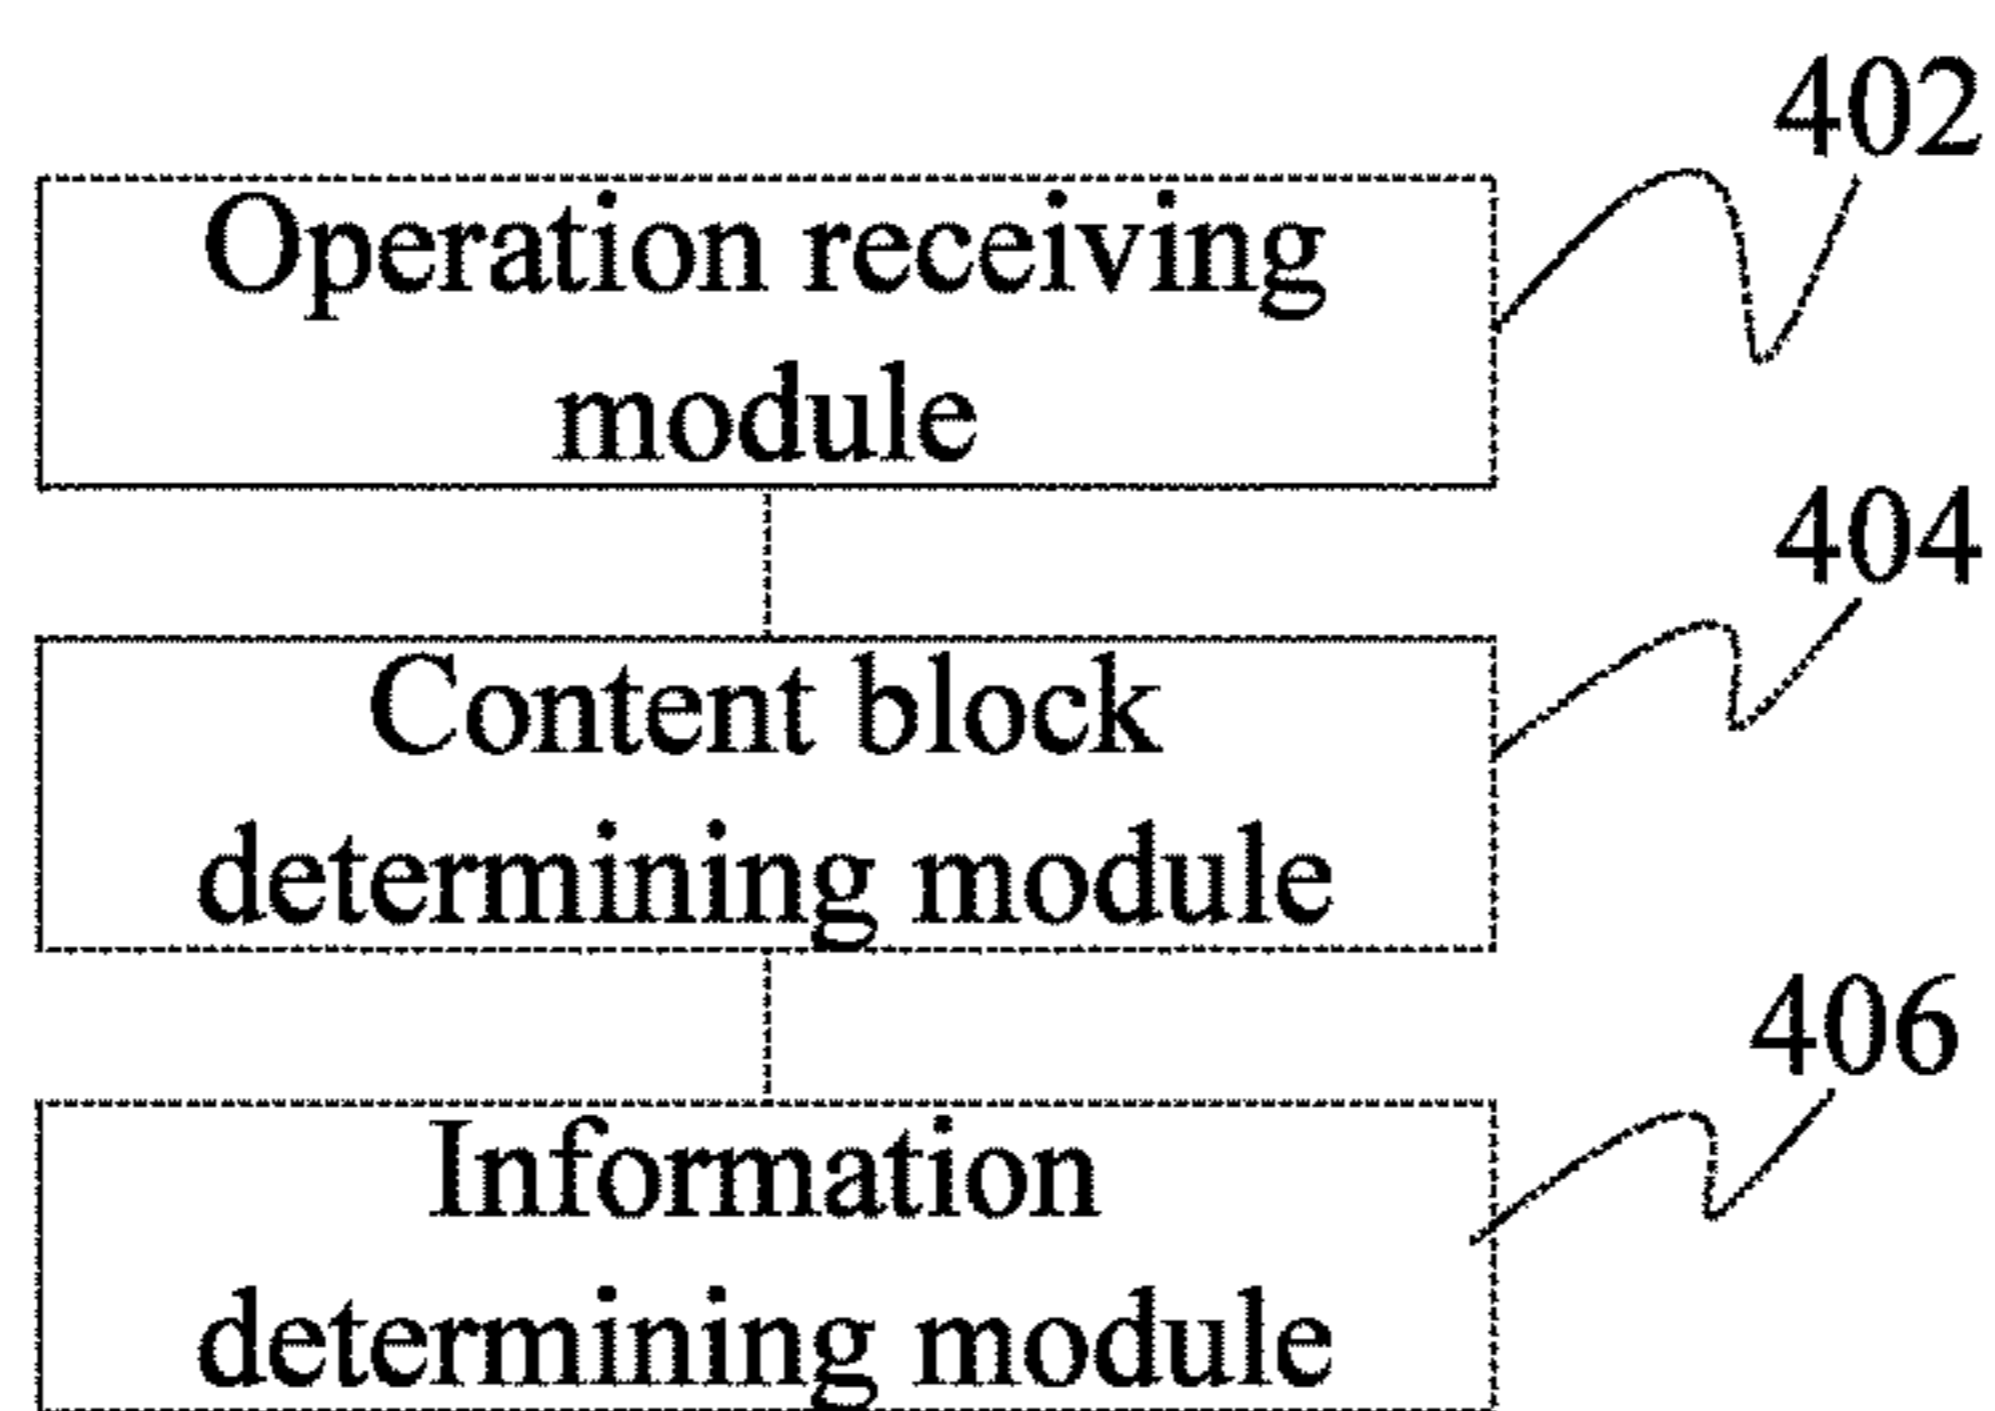 402
Operation receiving
module
404
Content block
determining module
406
Information
determining module